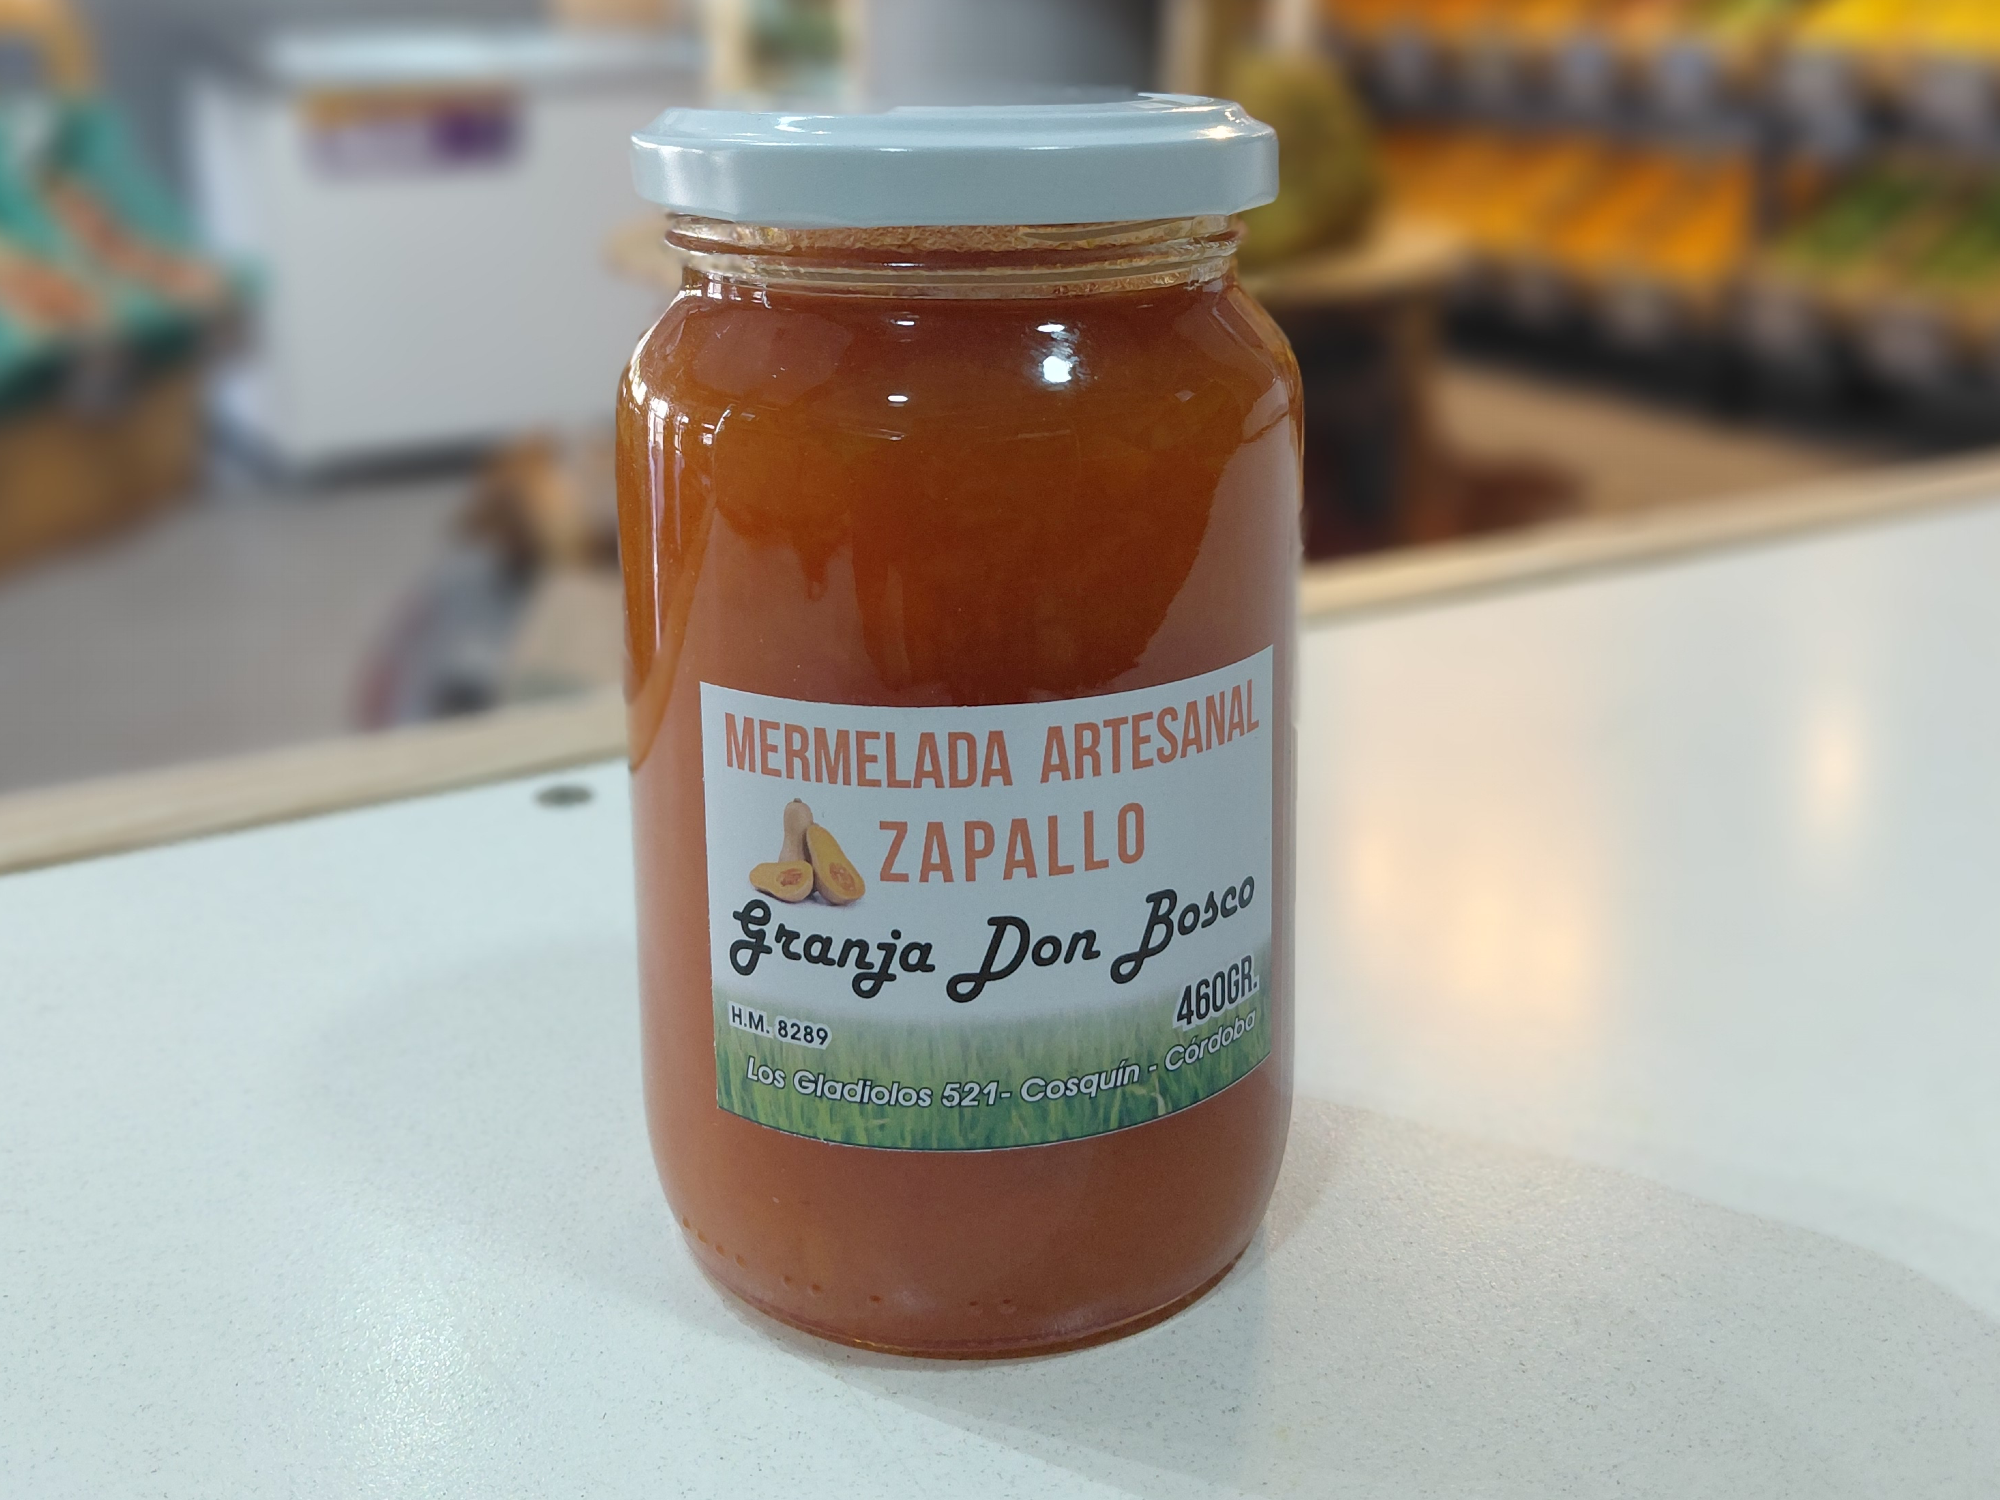 MERMELADA ARTESANAL
ZAPALLO
Granja Don Bosco
460GR.
H.M. 8289
Los Gladiolos 521- Cosquín - Córdoba